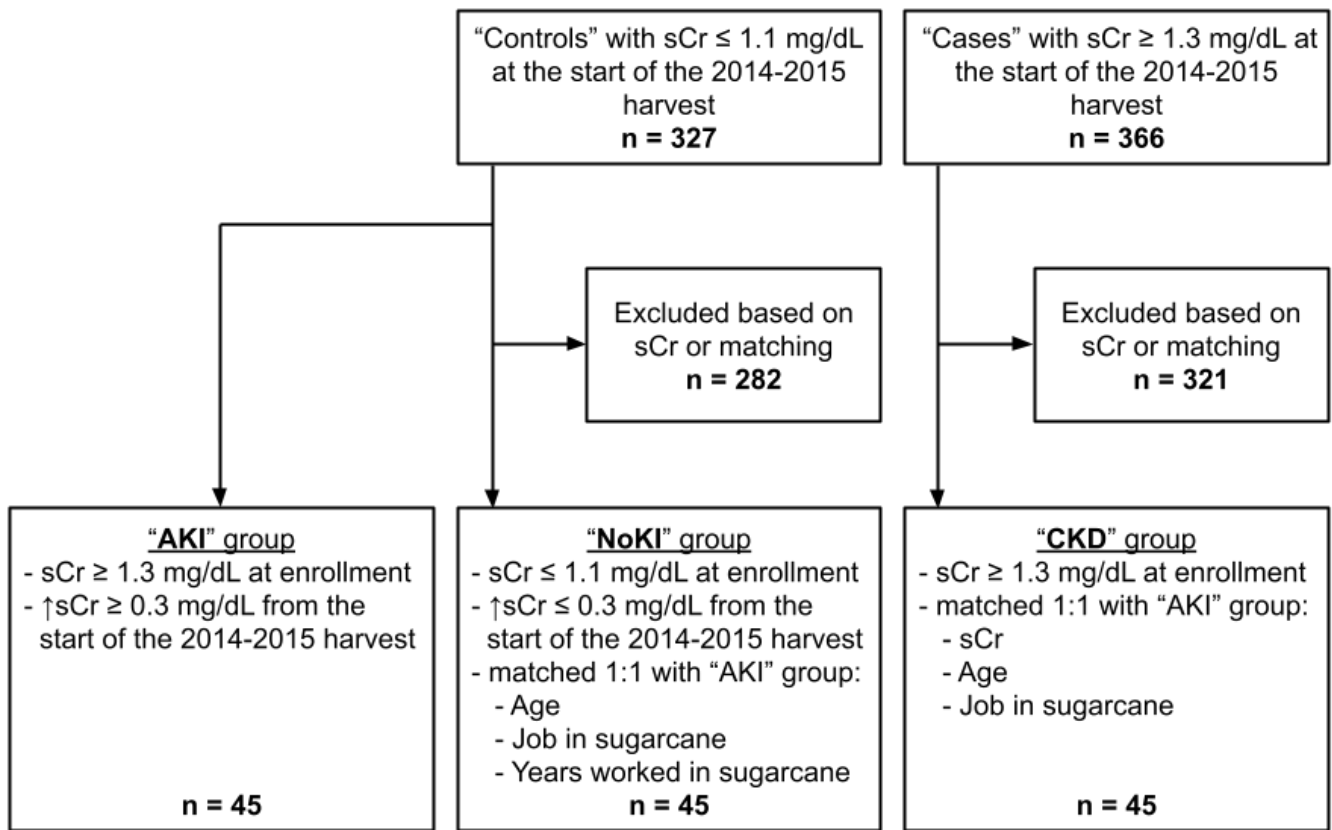 “Controls” with sCr ≤ 1.1 mg/dL
at the start of the 2014-2015
harvest
n = 327
“Cases” with sCr ≥ 1.3 mg/dL at
the start of the 2014-2015
harvest
n = 366
Excluded based on
sCr or matching
n = 282
Excluded based on
sCr or matching
n = 321
“AKI” group
- sCr ≥ 1.3 mg/dL at enrollment
- ↑sCr ≥ 0.3 mg/dL from the
start of the 2014-2015 harvest
n = 45
“NoKI” group
- sCr ≤ 1.1 mg/dL at enrollment
- ↑sCr ≤ 0.3 mg/dL from the
start of the 2014-2015 harvest
- matched 1:1 with “AKI” group:
- Age
- Job in sugarcane
- Years worked in sugarcane
n = 45
“CKD” group
- sCr ≥ 1.3 mg/dL at enrollment
- matched 1:1 with “AKI” group:
- sCr
- Age
- Job in sugarcane
n = 45